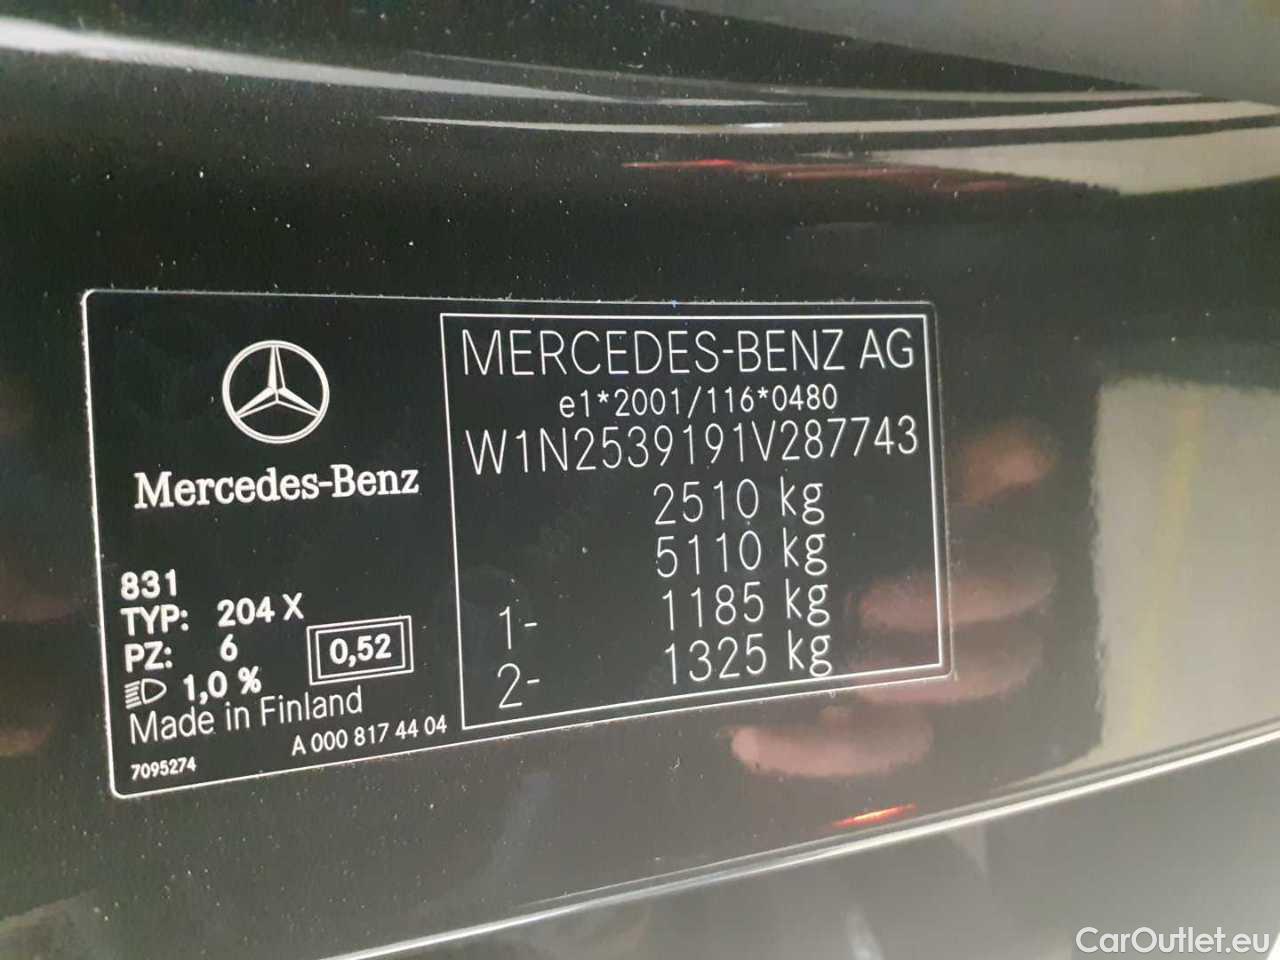 Mercedes-Benz
831
TYP: 204 X
PZ: 6
1,0 %
0,52
Made in Finland
A 000 817 44 04
7095274
MERCEDES-BENZ AG
e1*2001/116*0480
W1N2539191V287743
2510 kg
5110 kg
1- 1185 kg
2- 1325 kg
CarOutlet.eu